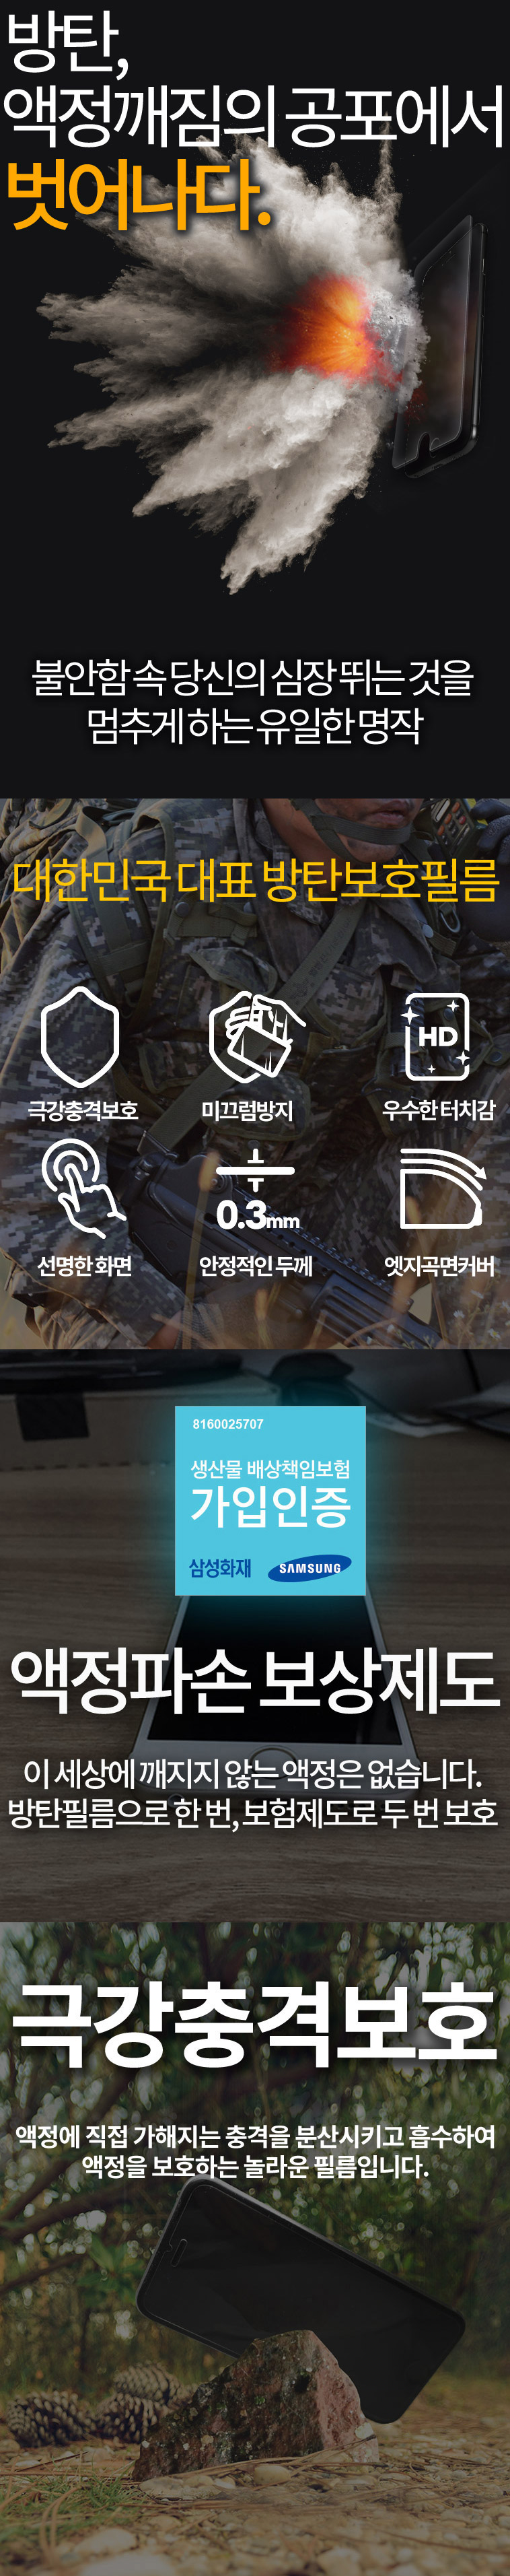 방탄,
액정깨짐의 공포에서
벗어나다.
불안함 속 당신의 심장 뛰는 것을
멈추게 하는 유일한 명작
대한민국 대표 방탄보호필름
극강충격보호
미끄럼방지
HD
우수한 터치감
선명한 화면
0.3mm
안정적인 두께
엣지곡면커버
8160025707
생산물 배상책임보험
가입인증
삼성화재 SAMSUNG
액정파손 보상제도
이 세상에 깨지지 않는 액정은 없습니다.
방탄필름으로 한 번, 보험제도로 두 번 보호
극강충격보호
액정에 직접 가해지는 충격을 분산시키고 흡수하여
액정을 보호하는 놀라운 필름입니다.